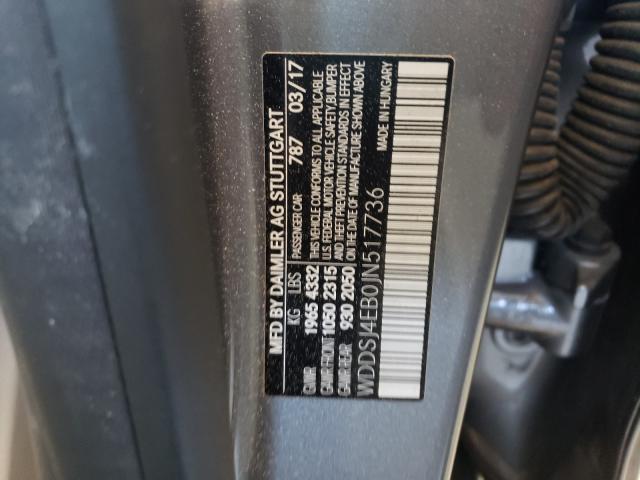 MFD BY DAIMLER AG STUTTGART
KG LBS PASSENGER CAR 787 03/17
GVWR 1965 4332 THIS VEHICLE CONFORMS TO ALL APPLICABLE
GAWR FRONT 1050 2315 U.S. FEDERAL MOTOR VEHICLE SAFETY, BUMPER
GAWR REAR 930 2050 AND THEFT PREVENTION STANDARDS IN EFFECT
ON THE DATE OF MANUFACTURE SHOWN ABOVE
MADE IN HUNGARY
WDDSJ4EB0JN517736